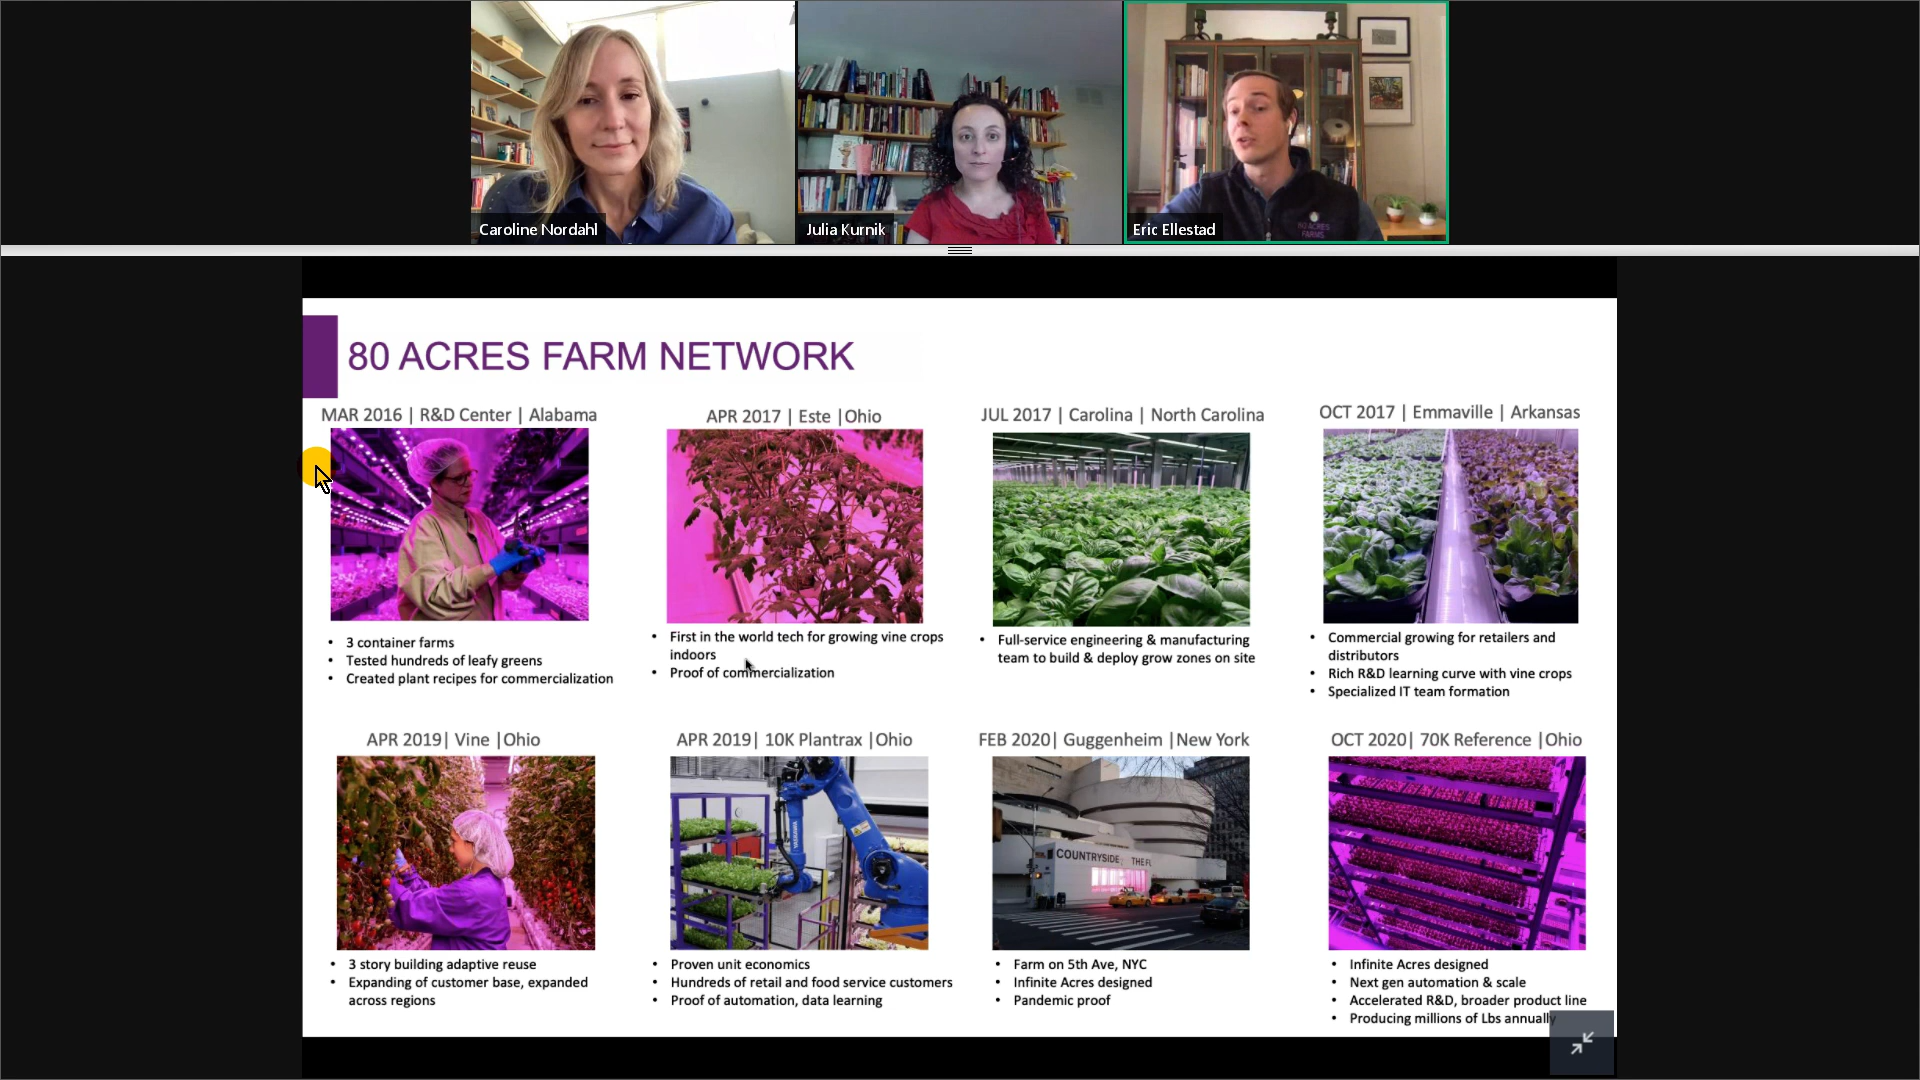 Caroline Nordahl
Julia Kurnik
Eric Ellestad
80 ACRES
FARMS
80 ACRES FARM NETWORK
MAR 2016 | R&D Center | Alabama
• 3 container farms
• Tested hundreds of leafy greens
• Created plant recipes for commercialization
APR 2017 | Este |Ohio
• First in the world tech for growing vine crops
indoors
• Proof of commercialization
JUL 2017 | Carolina | North Carolina
• Full-service engineering & manufacturing
team to build & deploy grow zones on site
OCT 2017 | Emmaville | Arkansas
• Commercial growing for retailers and
distributors
• Rich R&D learning curve with vine crops
• Specialized IT team formation
APR 2019| Vine |Ohio
• 3 story building adaptive reuse
• Expanding of customer base, expanded
across regions
APR 2019| 10K Plantrax |Ohio
YASKAWA
• Proven unit economics
• Hundreds of retail and food service customers
• Proof of automation, data learning
FEB 2020| Guggenheim |New York
COUNTRYSIDE THE FU
• Farm on 5th Ave, NYC
• Infinite Acres designed
• Pandemic proof
OCT 2020| 70K Reference |Ohio
• Infinite Acres designed
• Next gen automation & scale
• Accelerated R&D, broader product line
• Producing millions of Lbs annually